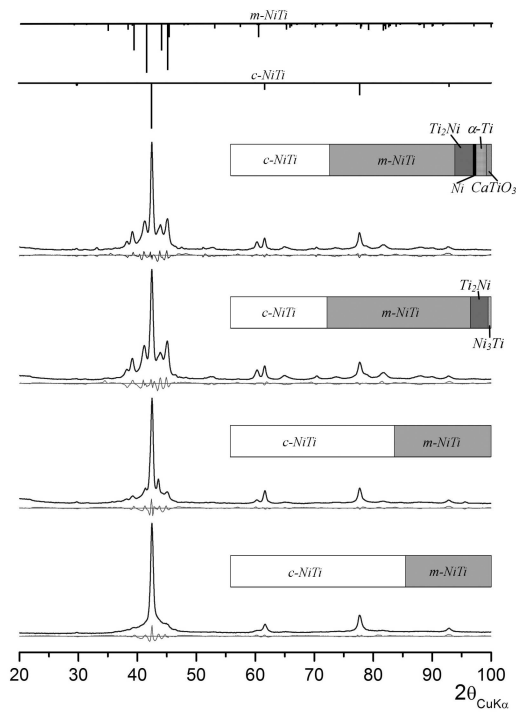 m-NiTi
c-NiTi
Ti₂Ni α-Ti
c-NiTi m-NiTi
Ni CaTiO₃
Ti₂Ni
c-NiTi m-NiTi
Ni₃Ti
c-NiTi m-NiTi
c-NiTi m-NiTi
20 30 40 50 60 70 80 90 100
2θCuKα